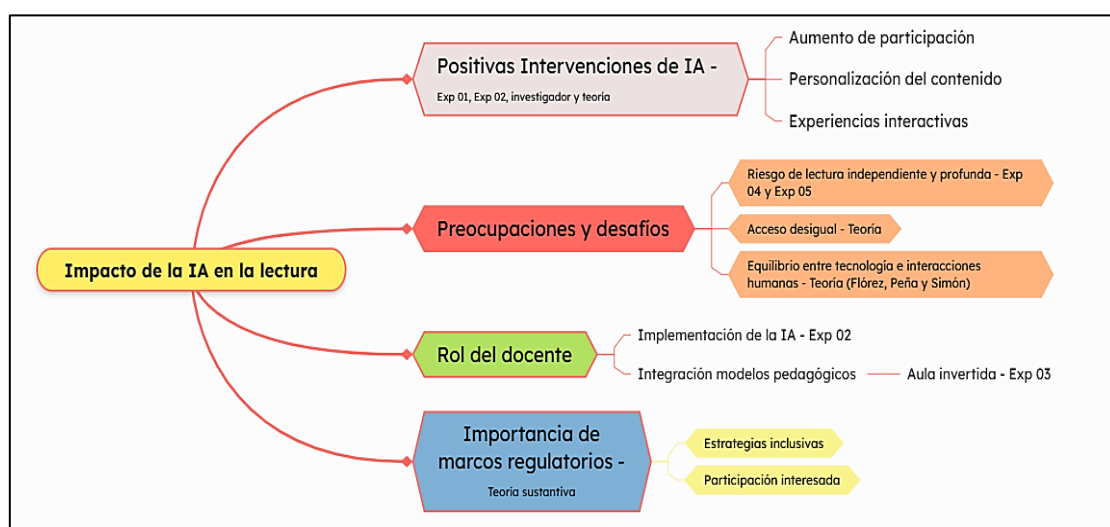 Impacto de la IA en la lectura
Positivas Intervenciones de IA -
Exp 01, Exp 02, investigador y teoría
Aumento de participación
Personalización del contenido
Experiencias interactivas
Preocupaciones y desafíos
Riesgo de lectura independiente y profunda - Exp
04 y Exp 05
Acceso desigual - Teoría
Equilibrio entre tecnología e interacciones
humanas - Teoría (Flórez, Peña y Simón)
Rol del docente
Implementación de la IA - Exp 02
Integración modelos pedagógicos
Aula invertida - Exp 03
Importancia de
marcos regulatorios -
Teoría sustantiva
Estrategias inclusivas
Participación interesada